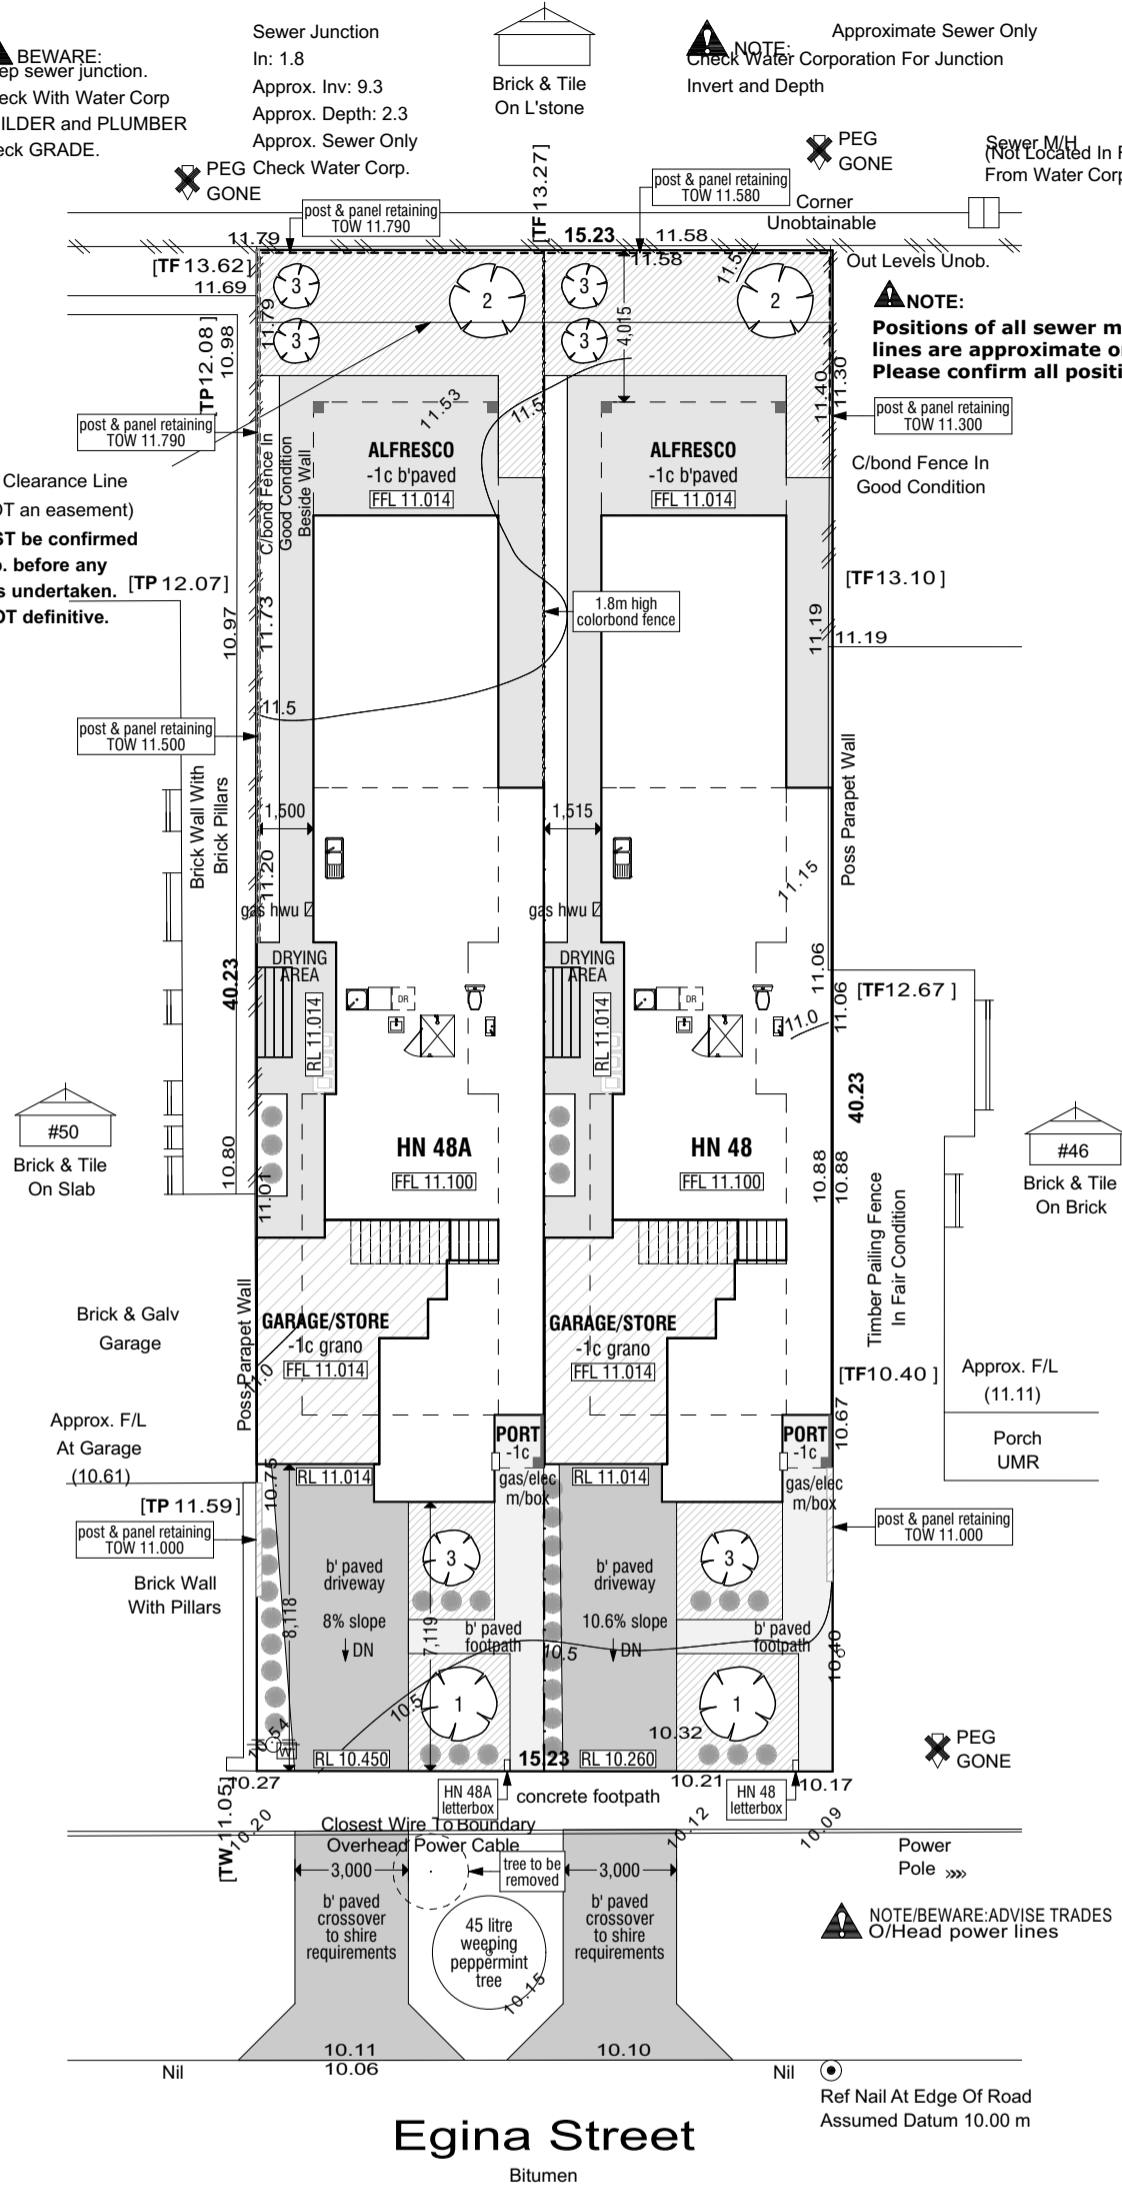 BEWARE:
ep sewer junction.
eck With Water Corp
ILDER and PLUMBER
eck GRADE.
Sewer Junction
In: 1.8
Approx. Inv: 9.3
Approx. Depth: 2.3
Approx. Sewer Only
Check Water Corp.
Brick & Tile
On L'stone
NOTE:
Approximate Sewer Only
Check Water Corporation For Junction
Invert and Depth
PEG
GONE
PEG
GONE
Sewer M/H
(Not Located In F
From Water Corp
post & panel retaining
TOW 11.790
[TF 13.27]
post & panel retaining
TOW 11.580
Corner
Unobtainable
11.79
15.23
11.58
11.58
11.5
Out Levels Unob.
[TF 13.62]
11.69
NOTE:
Positions of all sewer m
lines are approximate o
Please confirm all positi
3
2
3
2
3
3
4,015
11.79
10.98
[TP 12.08]
11.40
11.30
post & panel retaining
TOW 11.790
post & panel retaining
TOW 11.300
11.53
11.5
ALFRESCO
-1c b'paved
FFL 11.014
ALFRESCO
-1c b'paved
FFL 11.014
C/bond Fence In
Good Condition
Beside Wall
C/bond Fence In
Good Condition
Clearance Line
OT an easement)
ST be confirmed
o. before any
s undertaken.
OT definitive.
[TP 12.07]
10.97
11.73
[TF 13.10]
1.8m high
colorbond fence
11.19
11.19
11.5
post & panel retaining
TOW 11.500
Brick Wall With
Brick Pillars
Poss Parapet Wall
1,500
1,515
11.20
11.15
gas hwu
gas hwu
DRYING
AREA
DRYING
AREA
40.23
11.06
11.06
[TF 12.67]
DR
DR
RL 11.014
RL 11.014
11.0
#50
Brick & Tile
On Slab
40.23
#46
Brick & Tile
On Brick
10.80
11.01
HN 48A
FFL 11.100
HN 48
FFL 11.100
10.88
10.88
Timber Pailing Fence
In Fair Condition
Brick & Galv
Garage
Poss Parapet Wall
GARAGE/STORE
-1c grano
FFL 11.014
GARAGE/STORE
-1c grano
FFL 11.014
11.0
[TF 10.40]
Approx. F/L
(11.11)
Approx. F/L
At Garage
(10.61)
PORT
-1c
PORT
-1c
10.67
Porch
UMR
10.75
RL 11.014
gas/elec
m/box
RL 11.014
gas/elec
m/box
[TP 11.59]
post & panel retaining
TOW 11.000
post & panel retaining
TOW 11.000
Brick Wall
With Pillars
b' paved
driveway
8% slope
DN
8,118
7,119
3
b' paved
footpath
b' paved
driveway
10.6% slope
DN
3
b' paved
footpath
10.5
10.5
10.40
1
1
10.54
W
10.32
RL 10.450
15.23
RL 10.260
PEG
GONE
10.27
HN 48A
letterbox
concrete footpath
10.21
HN 48
letterbox
10.17
[TW 11.05]
10.20
Closest Wire To Boundary
Overhead Power Cable
10.12
10.09
Power
Pole
3,000
tree to be
removed
3,000
b' paved
crossover
to shire
requirements
45 litre
weeping
peppermint
tree
b' paved
crossover
to shire
requirements
10.15
NOTE/BEWARE:ADVISE TRADES
O/Head power lines
10.11
10.06
10.10
Nil
Nil
Ref Nail At Edge Of Road
Assumed Datum 10.00 m
Egina Street
Bitumen